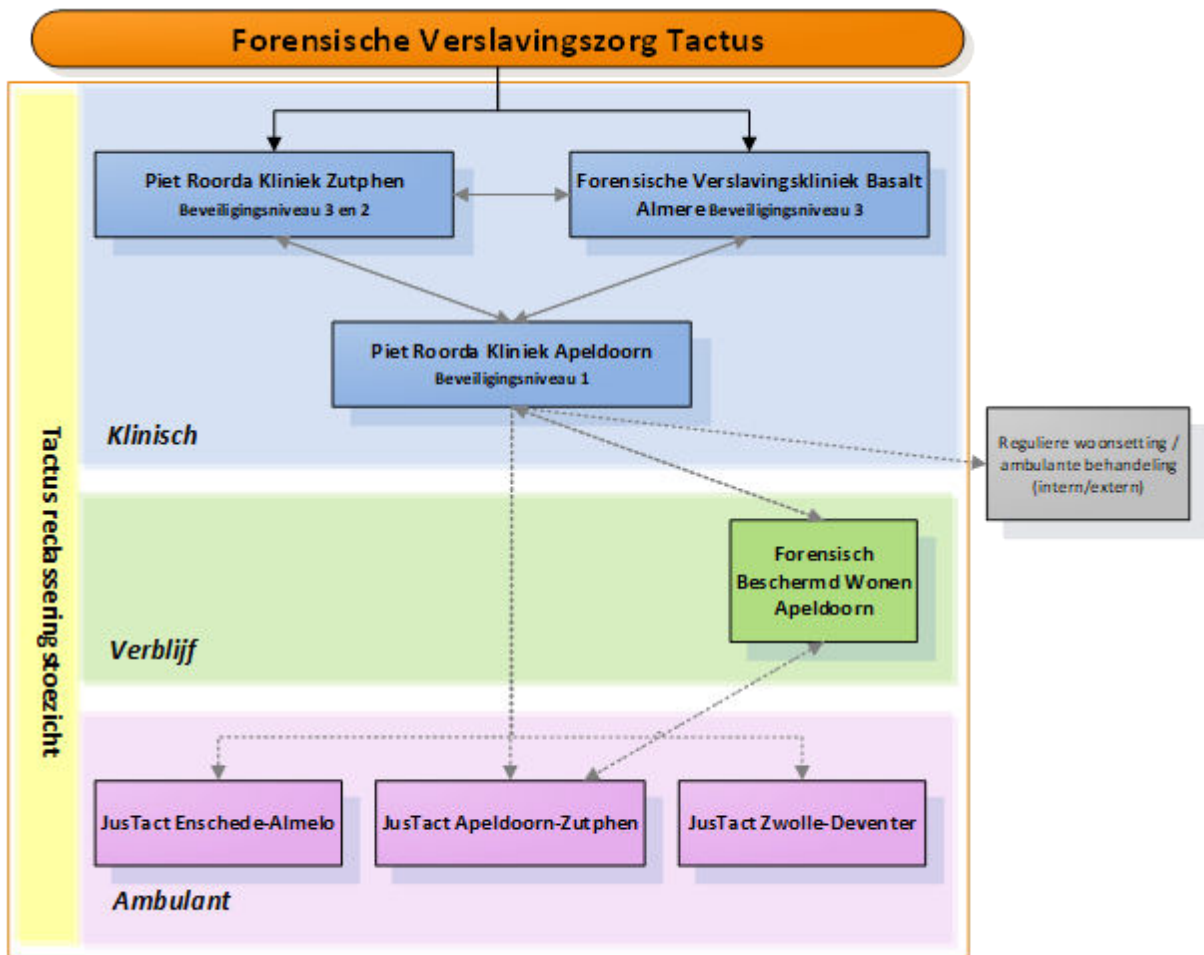 Forensische Verslavingszorg Tactus
Piet Roorda Kliniek Zutphen
Beveiligingsniveau 3 en 2
Forensische Verslavingskliniek Basalt
Almere Beveiligingsniveau 3
Piet Roorda Kliniek Apeldoorn
Beveiligingsniveau 1
Klinisch
Reguliere woonsetting /
ambulante behandeling
(intern/extern)
Tactus reclasseringstoezicht
Forensisch
Beschermd Wonen
Apeldoorn
Verblijf
JusTact Enschede-Almelo
JusTact Apeldoorn-Zutphen
JusTact Zwolle-Deventer
Ambulant